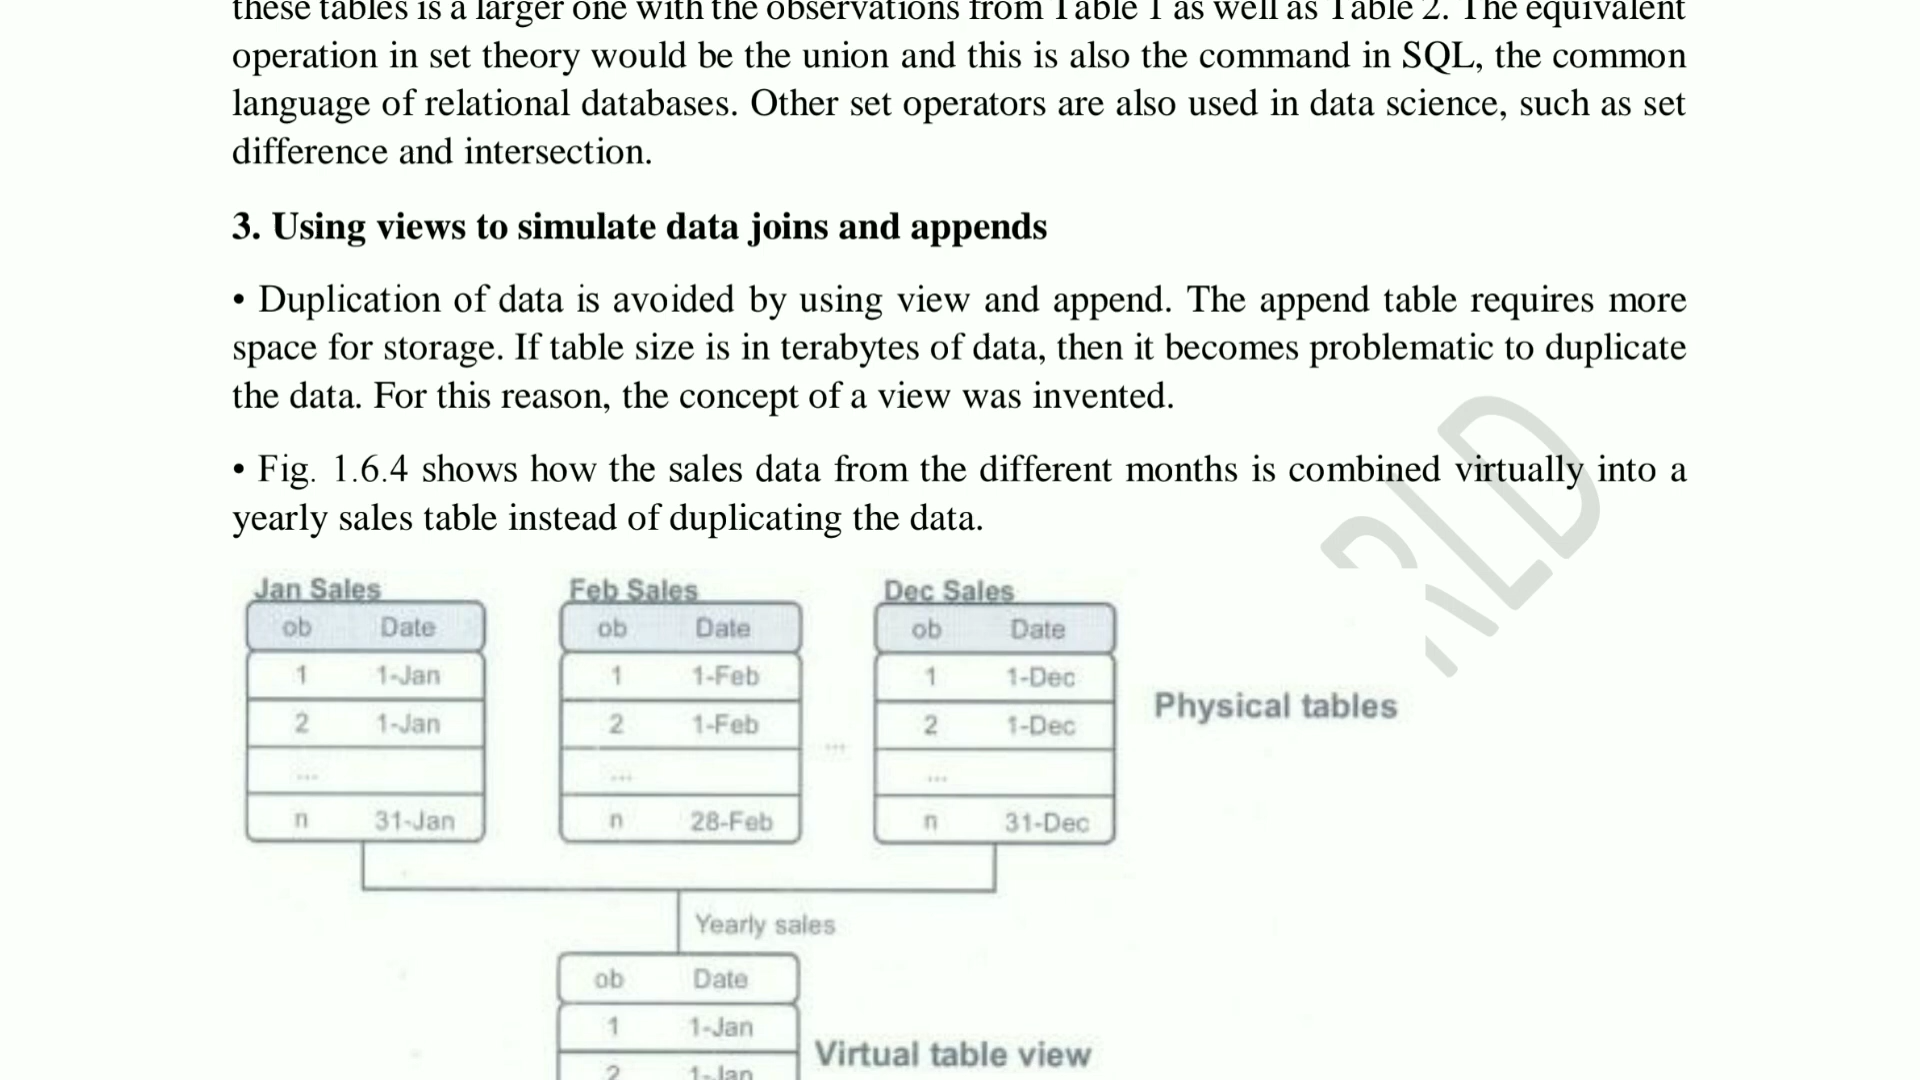 these tables is a larger one with the observations from Table 1 as well as Table 2. The equivalent
operation in set theory would be the union and this is also the command in SQL, the common
language of relational databases. Other set operators are also used in data science, such as set
difference and intersection.
3. Using views to simulate data joins and appends
• Duplication of data is avoided by using view and append. The append table requires more
space for storage. If table size is in terabytes of data, then it becomes problematic to duplicate
the data. For this reason, the concept of a view was invented.
• Fig. 1.6.4 shows how the sales data from the different months is combined virtually into a
yearly sales table instead of duplicating the data.
Jan Sales Feb Sales Dec Sales
ob Date ob Date ob Date
1 1-Jan 1 1-Feb 1 1-Dec
2 1-Jan 2 1-Feb 2 1-Dec
Physical tables
...
... ... ...
n 31-Jan n 28-Feb n 31-Dec
Yearly sales
ob Date
1 1-Jan
Virtual table view
2 1-Jan
RLD